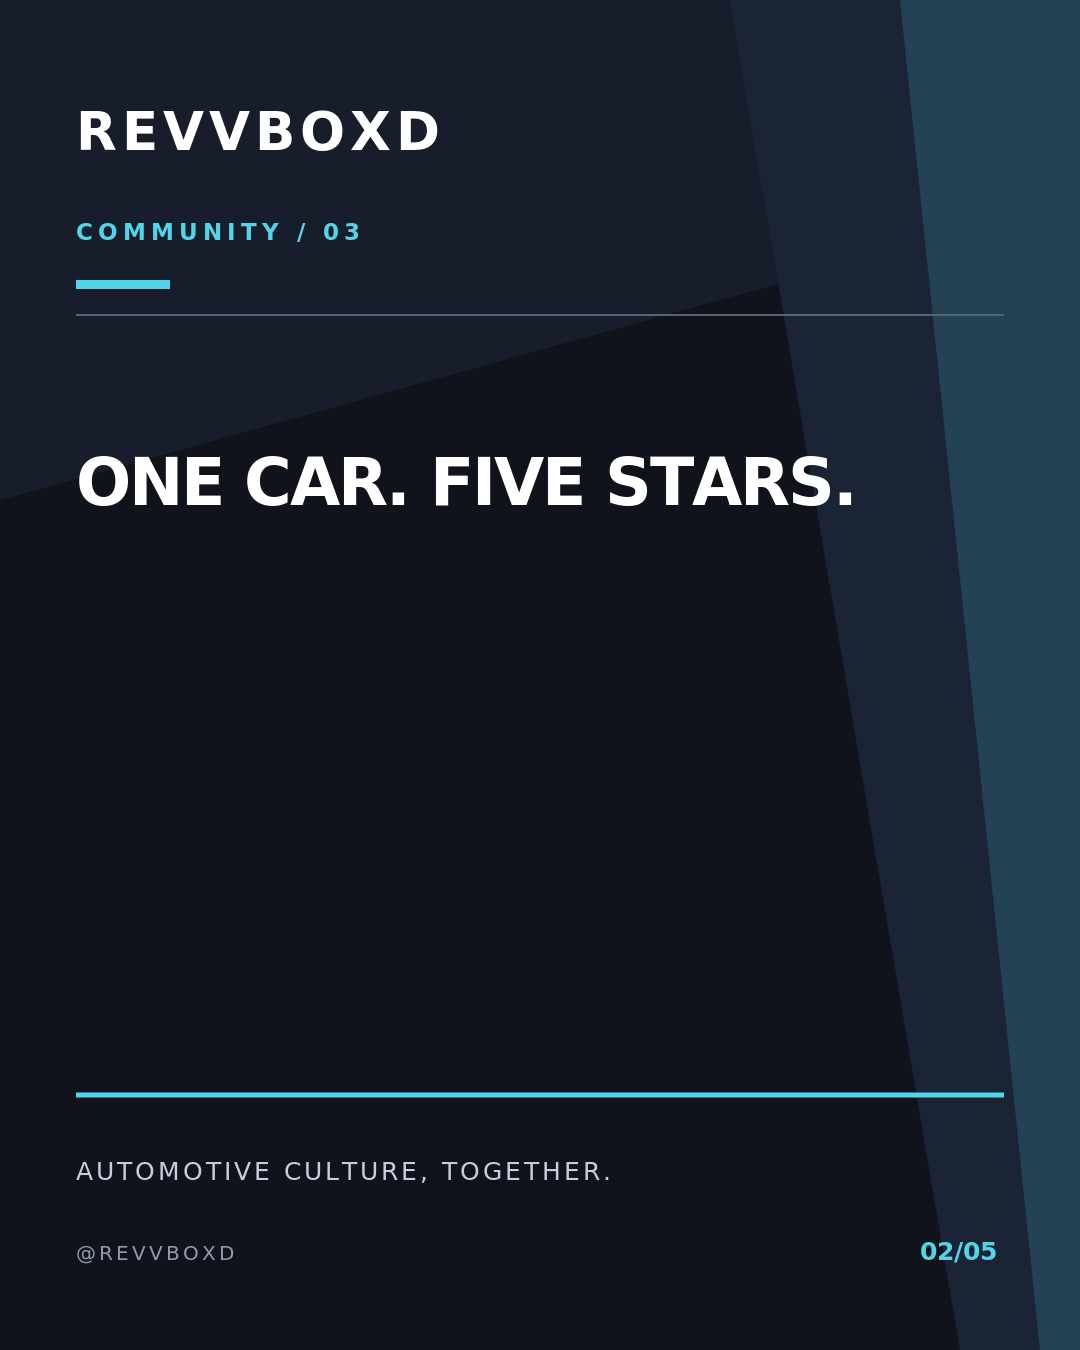 REVVBOXD
COMMUNITY / 03
ONE CAR. FIVE STARS.
AUTOMOTIVE CULTURE, TOGETHER.
@REVVBOXD
02/05